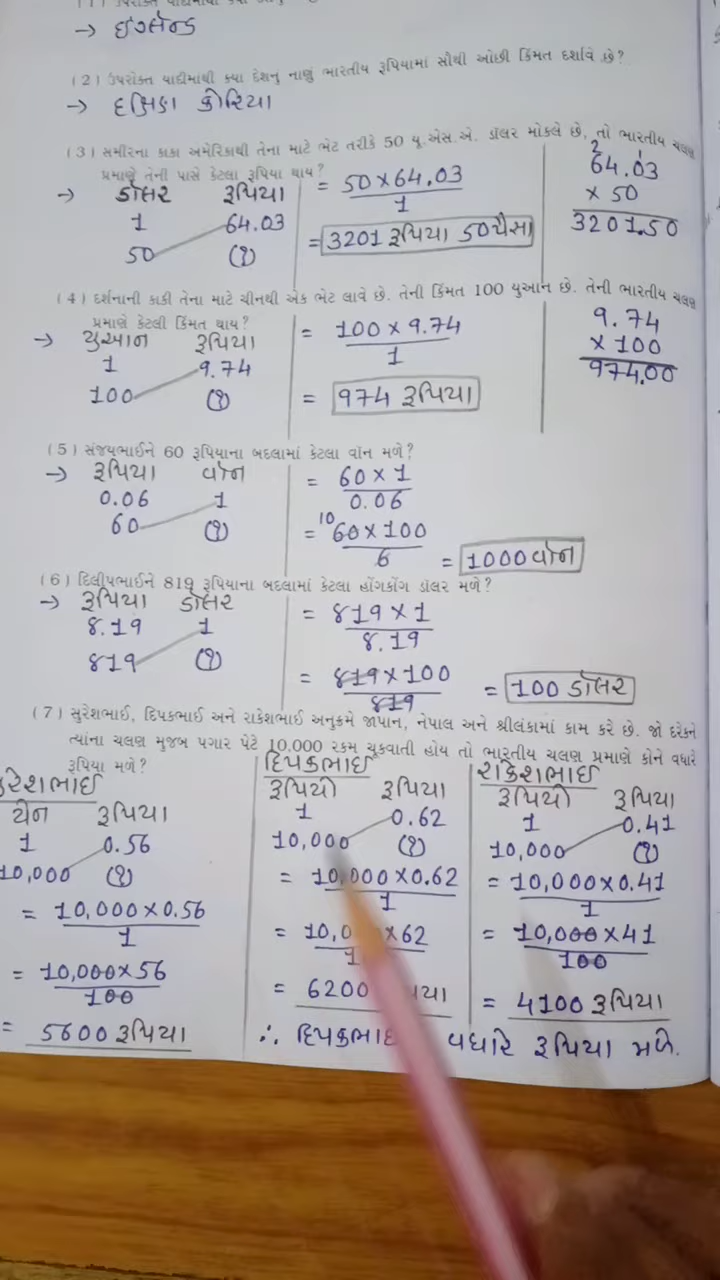 → ઇંગ્લેન્ડ
(2) ઉપરોક્ત યાદીમાંથી ક્યા દેશનું નાણું ભારતીય રૂપિયામાં સૌથી ઓછી કિંમત દર્શાવે છે?
→ દક્ષિણ કોરિયા
(3) સમીરના કાકા અમેરિકાથી તેના માટે ભેટ તરીકે 50 યૂ.એસ.એ. ડૉલર મોકલે છે, તો ભારતીય ચલણ
પ્રમાણે તેની પાસે કેટલા રૂપિયા થાય?
→ ડોલર રૂપિયા
1 64.03
50 (?)
= 50 × 64.03
1
= 3201 રૂપિયા 50 પૈસા
2 1
64.03
× 50
3201.50
(4) દર્શનાની કાકી તેના માટે ચીનથી એક ભેટ લાવે છે. તેની કિંમત 100 યુઆન છે. તેની ભારતીય ચલણ
પ્રમાણે કેટલી કિંમત થાય?
→ યુઆન રૂપિયા
1 9.74
100 (?)
= 100 × 9.74
1
= 974 રૂપિયા
9.74
× 100
974.00
(5) સંજયભાઈને 60 રૂપિયાના બદલામાં કેટલા વૉન મળે?
→ રૂપિયા વોન
0.06 1
60 (?)
= 60 × 1
0.06
= 10 60 × 100
6
= 1000 વોન
(6) દિલીપભાઈને 819 રૂપિયાના બદલામાં કેટલા હોંગકોંગ ડૉલર મળે?
→ રૂપિયા ડોલર
8.19 1
819 (?)
= 819 × 1
8.19
= 819 × 100
819
= 100 ડોલર
(7) સુરેશભાઈ, દિપકભાઈ અને રાકેશભાઈ અનુક્રમે જાપાન, નેપાલ અને શ્રીલંકામાં કામ કરે છે. જો દરેકને
ત્યાંના ચલણ મુજબ પગાર પેટે 10,000 રકમ ચૂકવાતી હોય તો ભારતીય ચલણ પ્રમાણે કોને વધારે
રૂપિયા મળે?
રેશભાઈ
યેન રૂપિયા
1 0.56
10,000 (?)
= 10,000 × 0.56
1
= 10,000 × 56
100
= 5600 રૂપિયા
દિપકભાઈ
રૂપિયો રૂપિયા
1 0.62
10,000 (?)
= 10,000 × 0.62
1
= 10,0 × 62
1
= 6200 યા
રાકેશભાઈ
રૂપિયો રૂપિયા
1 0.41
10,000 (?)
= 10,000 × 0.41
1
= 10,000 × 41
100
= 4100 રૂપિયા
∴ દિપકભાઈ વધારે રૂપિયા મળે.